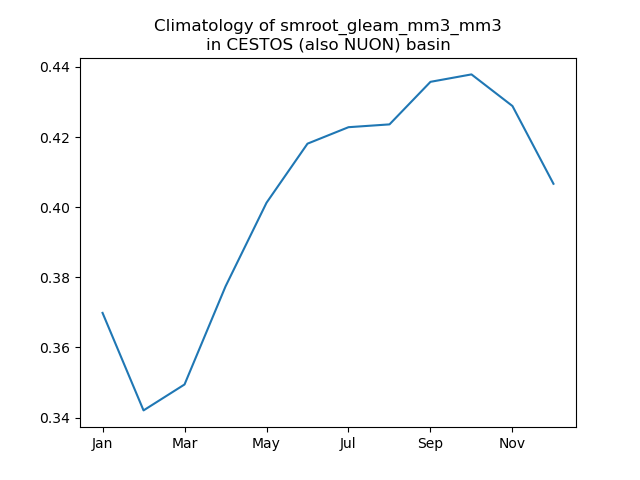 Climatology of smroot_gleam_mm3_mm3
in CESTOS (also NUON) basin
0.44
0.42
0.40
0.38
0.36
0.34
Jan Mar May Jul Sep Nov